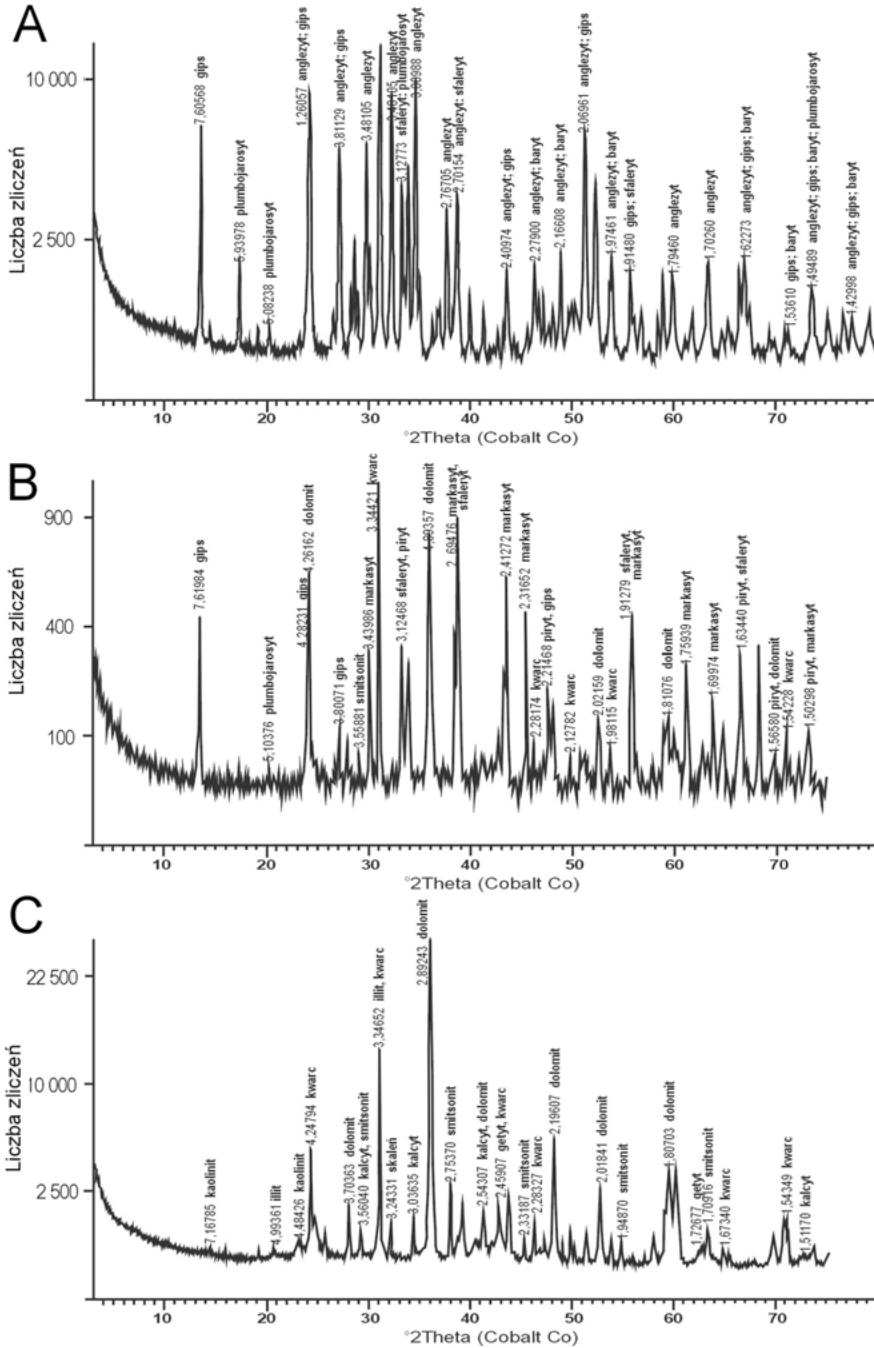 A
Liczba zliczeń
10 000
2 500
7,60568 gips
5,93978 plumbojarosyt
5,08238 plumbojarosyt
1,26057 anglezyt; gips
3,81129 anglezyt; gips
3,48105 anglezyt
anglezyt
3,12773 sfaleryt; plumbojarosyt
anglezyt
2,76705 anglezyt
2,70154 anglezyt; sfaleryt
2,40974 anglezyt; gips
2,27900 anglezyt; baryt
2,16608 anglezyt; baryt
2,06961 anglezyt; gips
1,97461 anglezyt; baryt
1,91480 gips; sfaleryt
1,79460 anglezyt
1,70260 anglezyt
1,62273 anglezyt; gips; baryt
1,53610 gips; baryt
1,49489 anglezyt; gips; baryt; plumbojarosyt
1,42998 anglezyt; gips; baryt
10 20 30 40 50 60 70
°2Theta (Cobalt Co)
B
Liczba zliczeń
900
400
100
7,61984 gips
5,10376 plumbojarosyt
4,28231 gips
4,26162 dolomit
3,80071 gips
3,55881 smitsonit
3,43986 markasyt
3,34421 kwarc
3,12468 sfaleryt, piryt
dolomit
2,69476 markasyt,
sfaleryt
2,41272 markasyt
2,31652 markasyt
2,28174 kwarc
2,21468 piryt, gips
2,12782 kwarc
2,02159 dolomit
1,98115 kwarc
1,91279 sfaleryt,
markasyt
1,81076 dolomit
1,75939 markasyt
1,69974 markasyt
1,63440 piryt, sfaleryt
1,56580 piryt, dolomit
1,54228 kwarc
1,50298 piryt, markasyt
10 20 30 40 50 60 70
°2Theta (Cobalt Co)
C
Liczba zliczeń
22 500
10 000
2 500
7,16785 kaolinit
4,99361 illit
4,48426 kaolinit
4,24794 kwarc
3,70363 dolomit
3,56040 kalcyt, smitsonit
3,34652 illit, kwarc
3,24331 skaleń
3,03635 kalcyt
2,89243 dolomit
2,75370 smitsonit
2,54307 kalcyt, dolomit
2,45907 getyt, kwarc
2,33187 smitsonit
2,28327 kwarc
2,19607 dolomit
2,01841 dolomit
1,94870 smitsonit
1,80703 dolomit
1,72677 getyt
1,70916 smitsonit
1,67340 kwarc
1,54349 kwarc
1,51170 kalcyt
10 20 30 40 50 60 70
°2Theta (Cobalt Co)